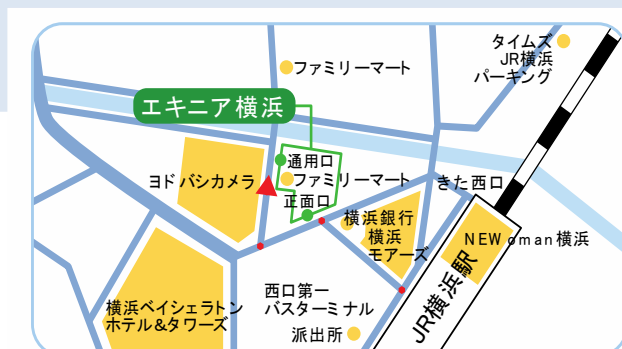 タイムズ
JR横浜
パーキング
ファミリーマート
エキニア横浜
通用口
ヨドバシカメラ
ファミリーマート
きた西口
正面口
横浜銀行
横浜
モアーズ
NEWoman横浜
JR横浜駅
西口第一
バスターミナル
横浜ベイシェラトン
ホテル&タワーズ
派出所